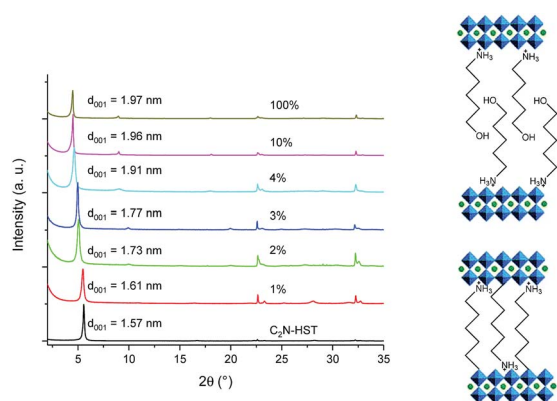 Intensity (a. u.)
d001 = 1.97 nm 100%
d001 = 1.96 nm 10%
d001 = 1.91 nm 4%
d001 = 1.77 nm 3%
d001 = 1.73 nm 2%
d001 = 1.61 nm 1%
d001 = 1.57 nm C2N-HST
5 10 15 20 25 30 35
2θ (°)
+
NH3
+
NH3
HO
HO
OH
OH
H3N
+
H3N
+
+
NH3
+
NH3
+
NH3